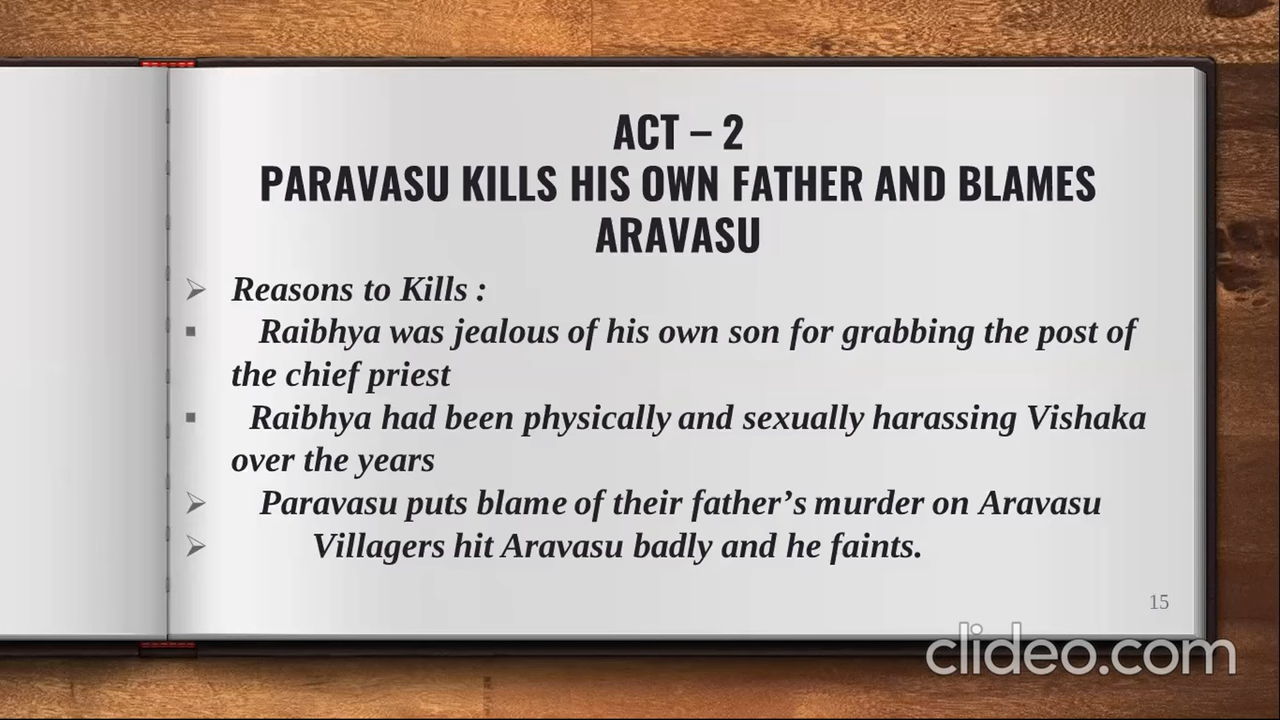 ACT – 2
PARAVASU KILLS HIS OWN FATHER AND BLAMES
ARAVASU
➢ Reasons to Kills :
▪ Raibhya was jealous of his own son for grabbing the post of
the chief priest
▪ Raibhya had been physically and sexually harassing Vishaka
over the years
➢ Paravasu puts blame of their father’s murder on Aravasu
➢ Villagers hit Aravasu badly and he faints.
15
clideo.com